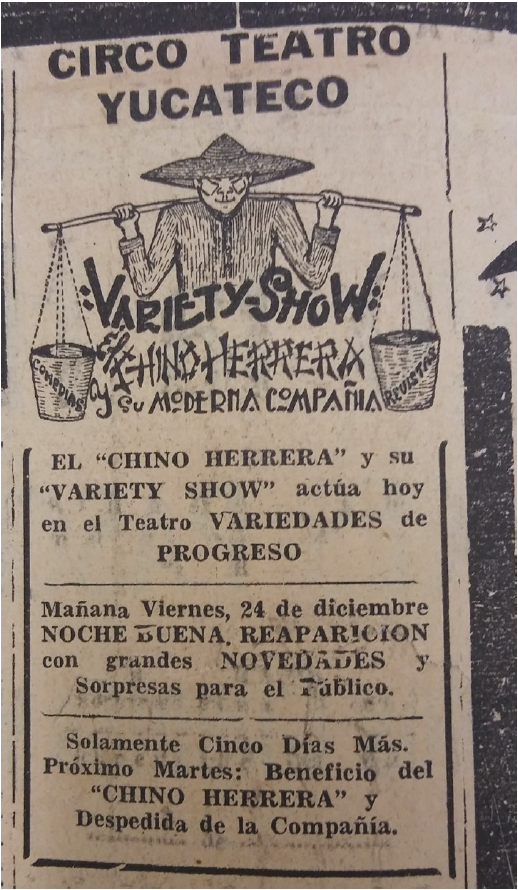 CIRCO TEATRO
YUCATECO
:VARIETY-SHOW:
El CHINO HERRERA
y su MODERNA COMPAÑIA
COMEDIAS
REVISTAS
EL "CHINO HERRERA" y su
"VARIETY SHOW" actúa hoy
en el Teatro VARIEDADES de
PROGRESO
Mañana Viernes, 24 de diciembre
NOCHE BUENA, REAPARICION
con grandes NOVEDADES y
Sorpresas para el Público.
Solamente Cinco Días Más.
Próximo Martes: Beneficio del
"CHINO HERRERA" y
Despedida de la Compañía.